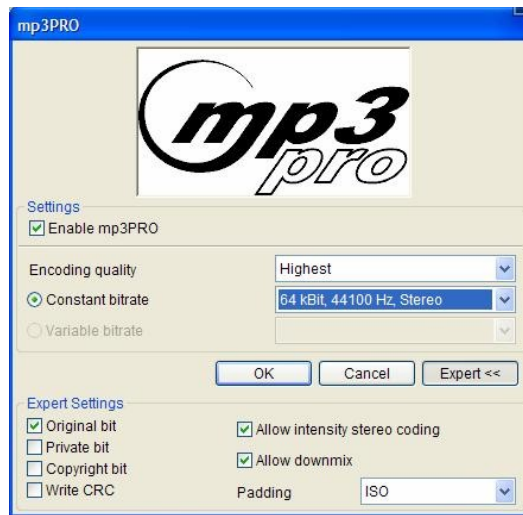 mp3PRO
mp3
pro
Settings
Enable mp3PRO
Encoding quality
Highest
Constant bitrate
64 kBit, 44100 Hz, Stereo
Variable bitrate
OK
Cancel
Expert <<
Expert Settings
Original bit
Allow intensity stereo coding
Private bit
Allow downmix
Copyright bit
Write CRC
Padding
ISO